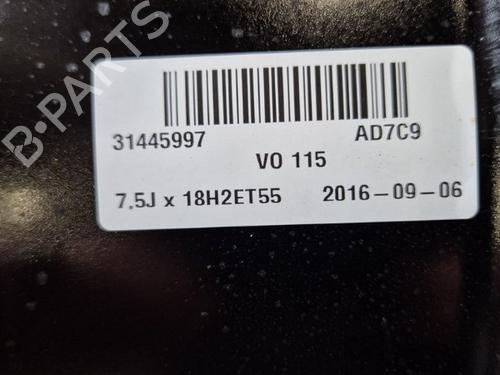 B-PARTS
31445997 AD7C9
VO 115
7.5J x 18H2ET55 2016-09-06